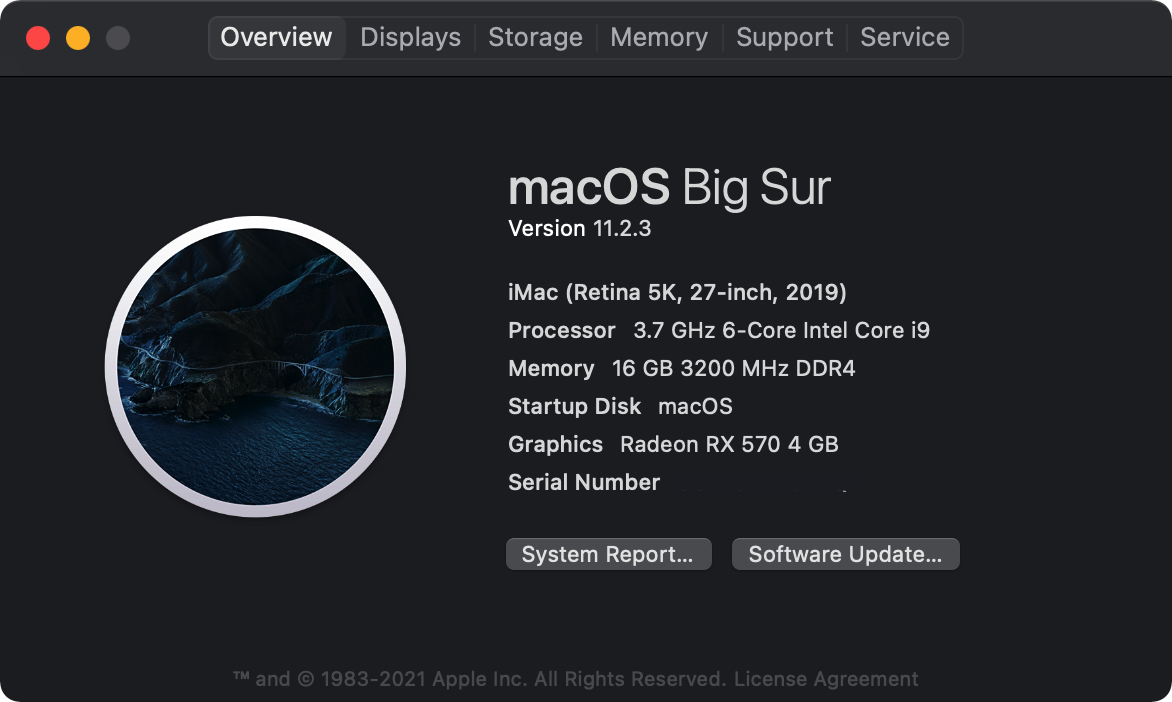 Overview Displays Storage Memory Support Service
macOS Big Sur
Version 11.2.3
iMac (Retina 5K, 27-inch, 2019)
Processor 3.7 GHz 6-Core Intel Core i9
Memory 16 GB 3200 MHz DDR4
Startup Disk macOS
Graphics Radeon RX 570 4 GB
Serial Number
System Report... Software Update...
™ and © 1983-2021 Apple Inc. All Rights Reserved. License Agreement